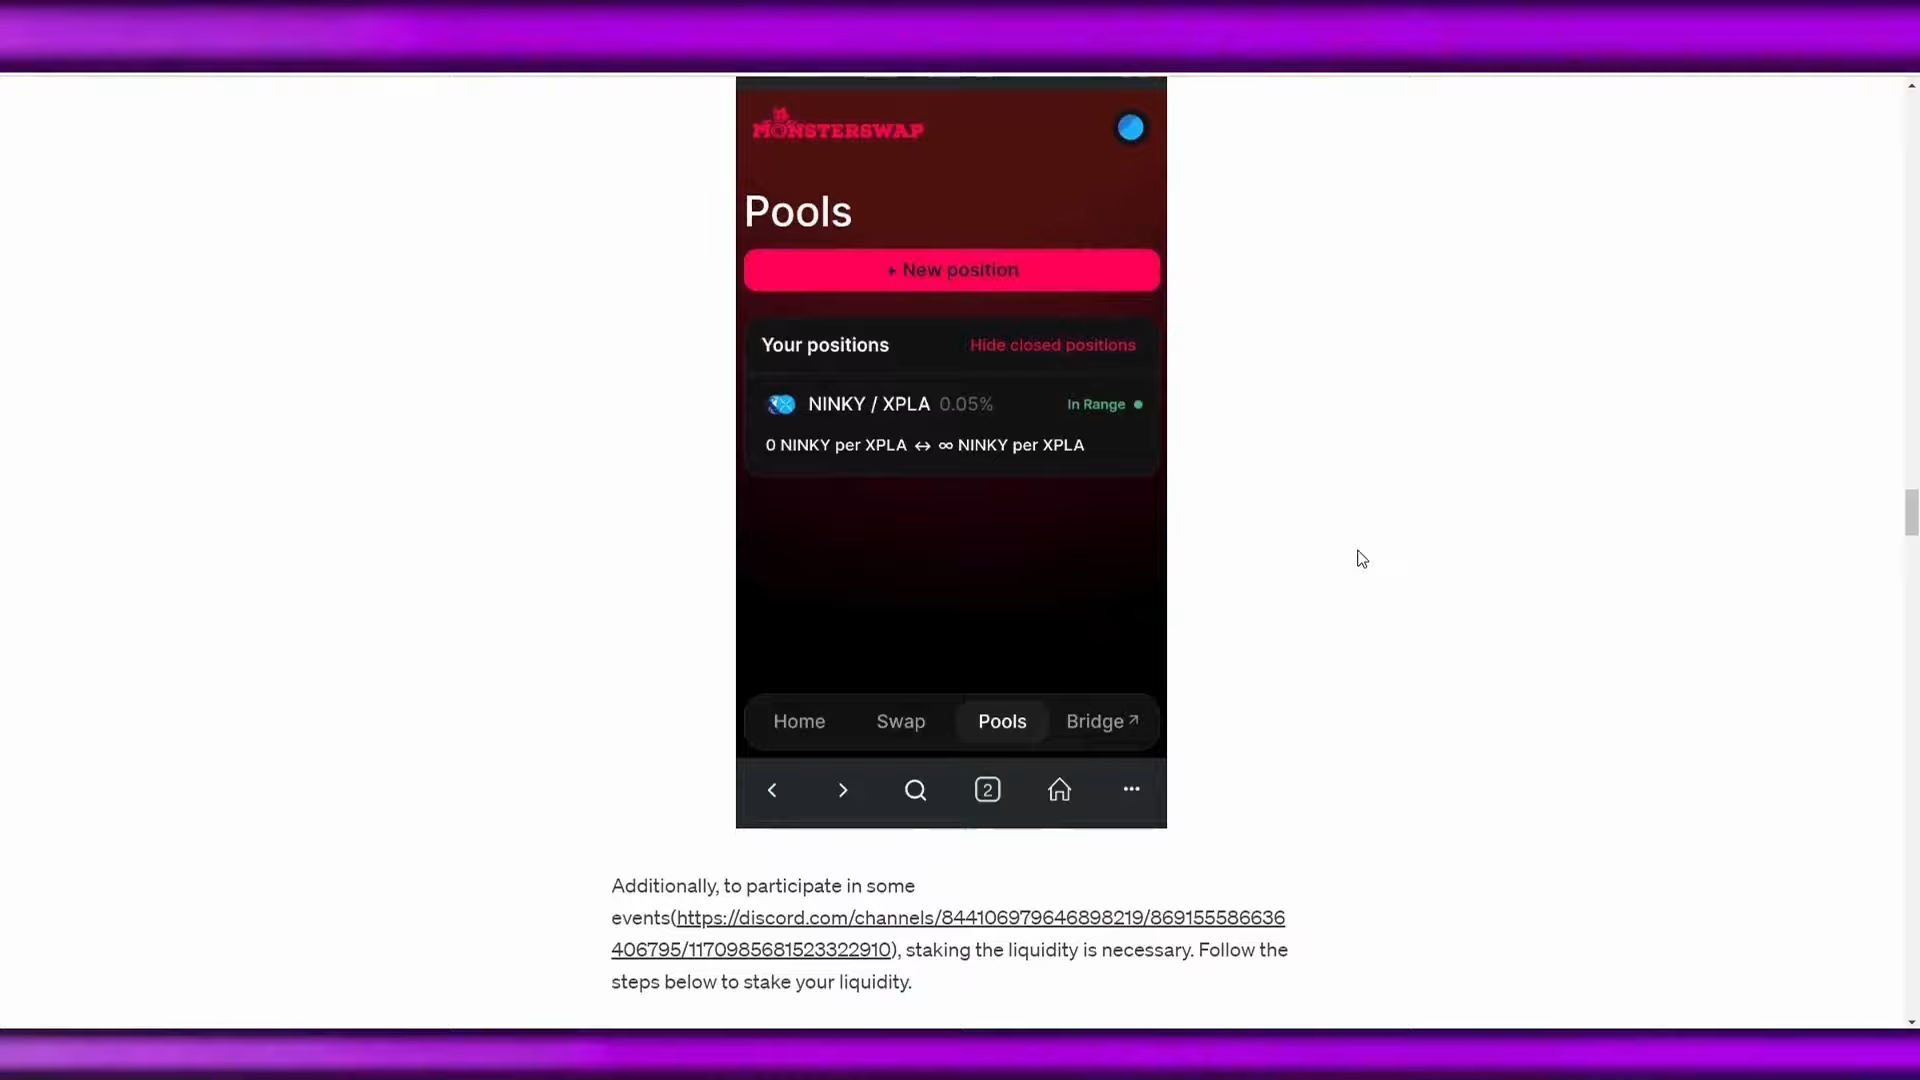 MONSTERSWAP
Pools
+ New position
Your positions Hide closed positions
NINKY / XPLA 0.05% In Range
0 NINKY per XPLA ↔ ∞ NINKY per XPLA
Home Swap Pools Bridge↗
2
Additionally, to participate in some
events(https://discord.com/channels/844106979646898219/869155586636
406795/1170985681523322910), staking the liquidity is necessary. Follow the
steps below to stake your liquidity.